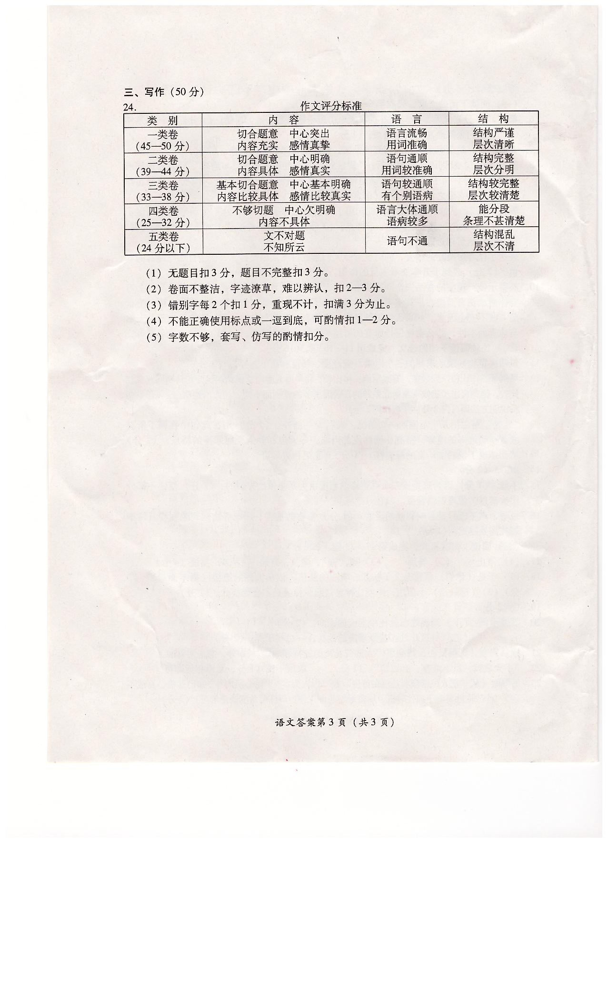 三、写作（50 分）
24.
作文评分标准
类 别 内 容 语 言 结 构
一类卷 切合题意 中心突出 语言流畅 结构严谨
（45—50 分） 内容充实 感情真挚 用词准确 层次清晰
二类卷 切合题意 中心明确 语句通顺 结构完整
（39—44 分） 内容具体 感情真实 用词较准确 层次分明
三类卷 基本切合题意 中心基本明确 语句较通顺 结构较完整
（33—38 分） 内容比较具体 感情比较真实 有个别语病 层次较清楚
四类卷 不够切题 中心欠明确 语言大体通顺 能分段
（25—32 分） 内容不具体 语病较多 条理不甚清楚
五类卷 文不对题 语句不通 结构混乱
（24 分以下） 不知所云 层次不清
（1）无题目扣 3 分，题目不完整扣 3 分。
（2）卷面不整洁，字迹潦草，难以辨认，扣 2—3 分。
（3）错别字每 2 个扣 1 分，重现不计，扣满 3 分为止。
（4）不能正确使用标点或一逗到底，可酌情扣 1—2 分。
（5）字数不够，套写、仿写的酌情扣分。
语文答案第 3 页（共 3 页）